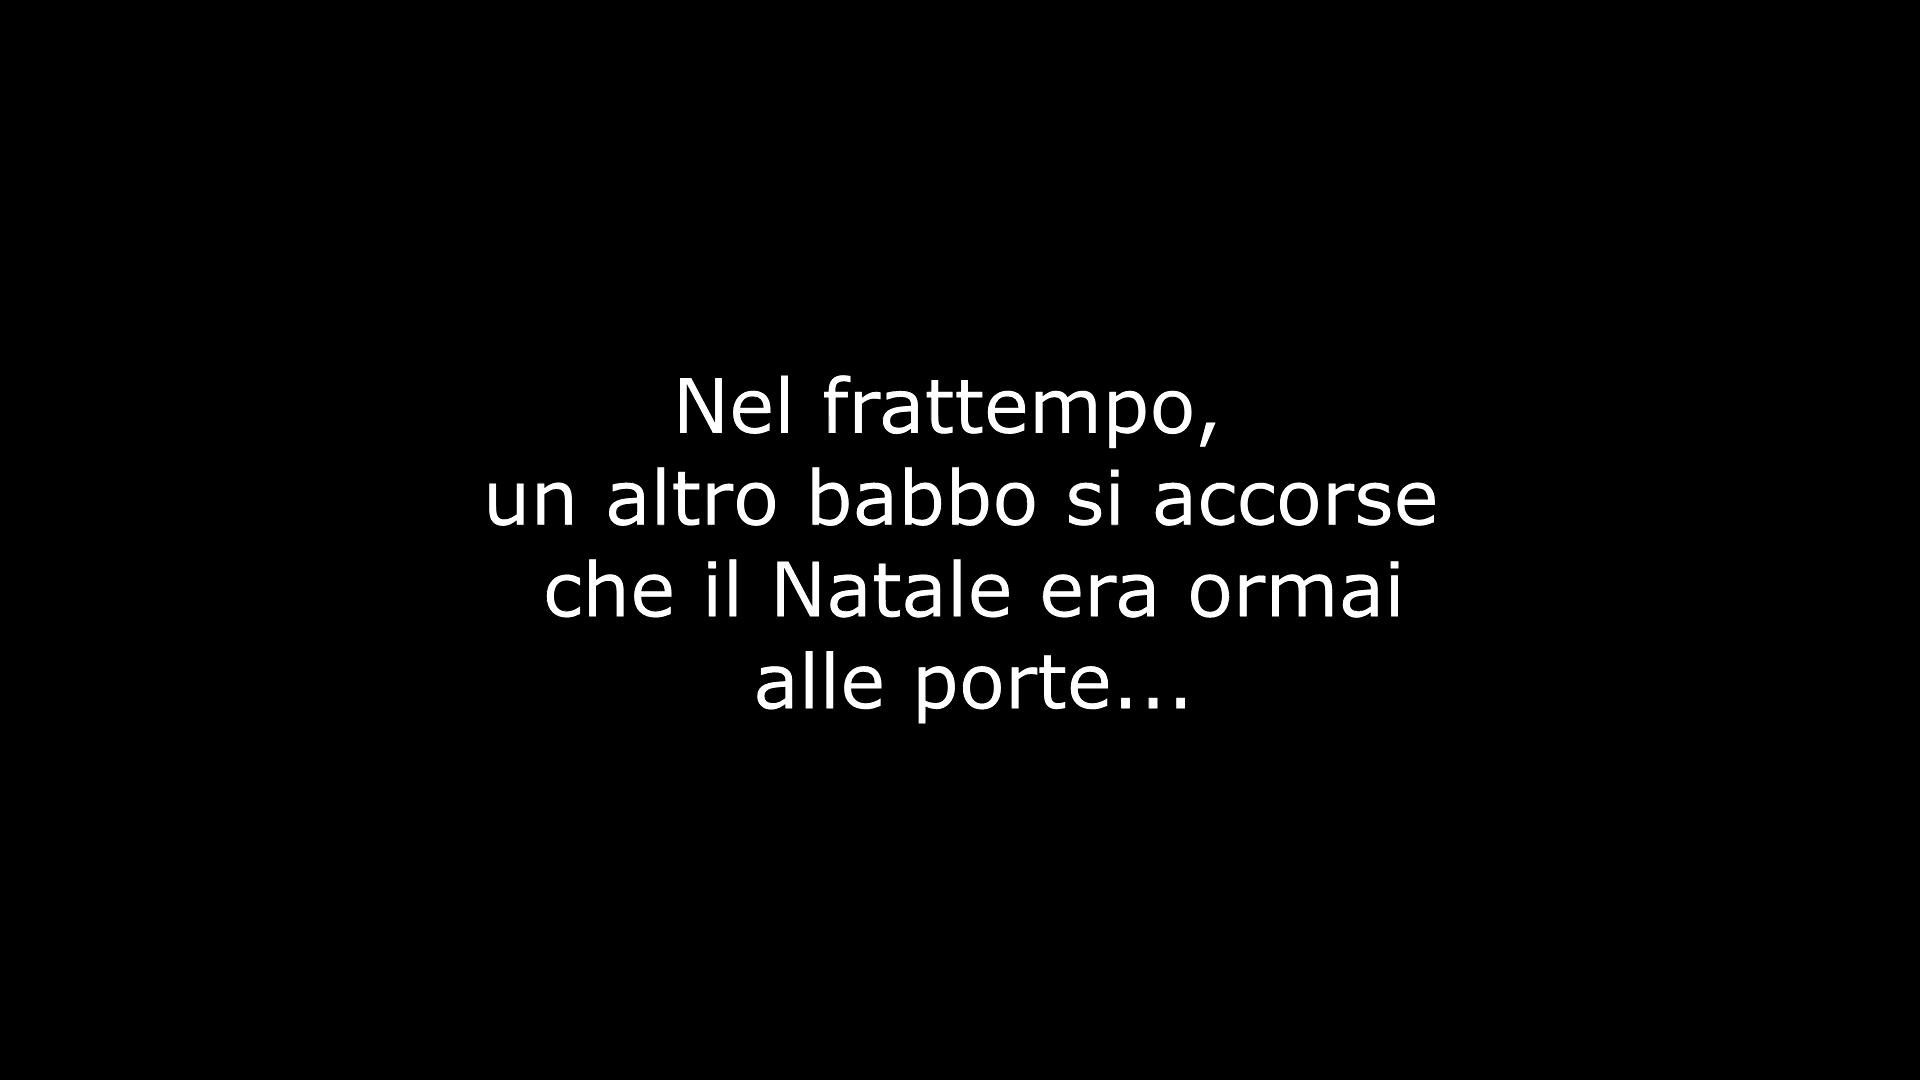 Nel frattempo,
un altro babbo si accorse
che il Natale era ormai
alle porte...